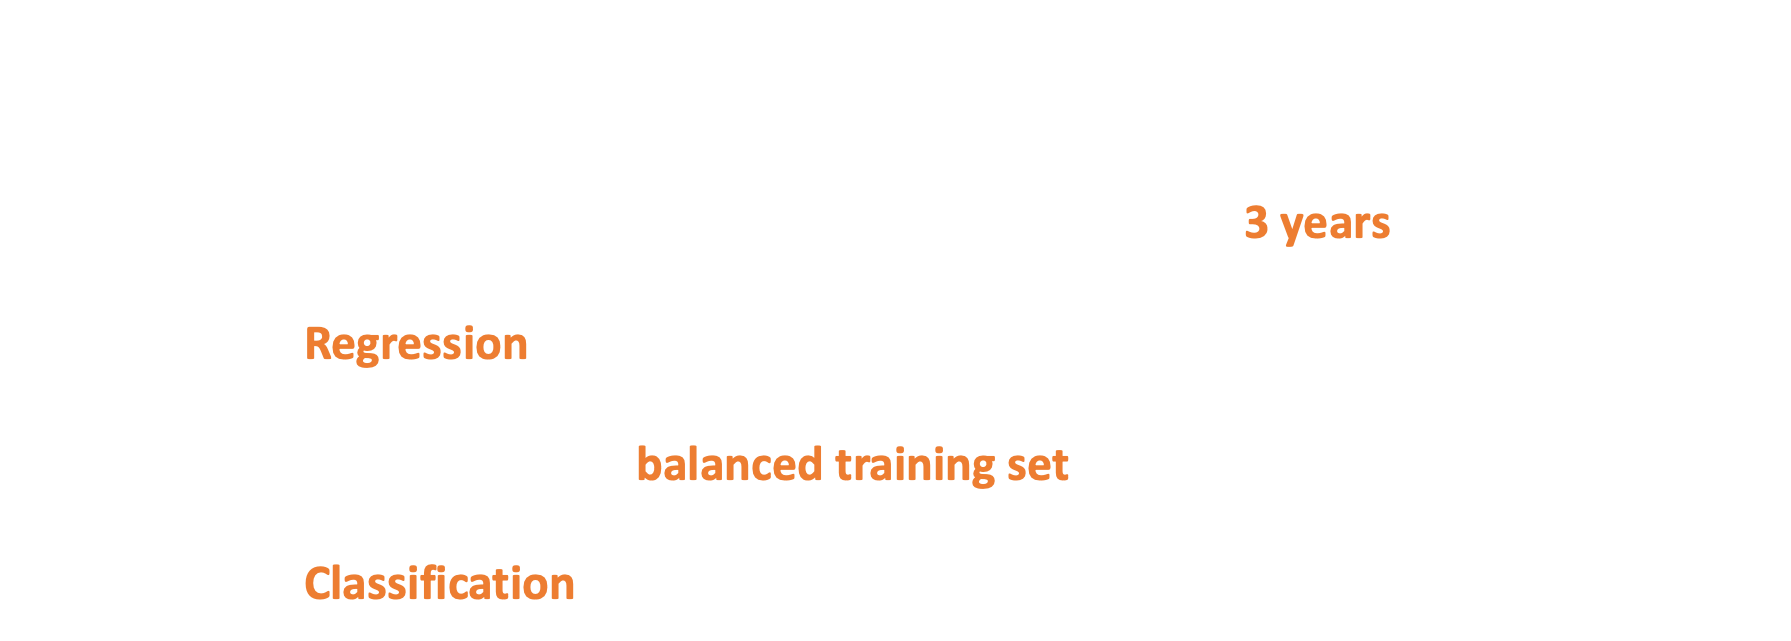 3 years
Regression
balanced training set
Classification